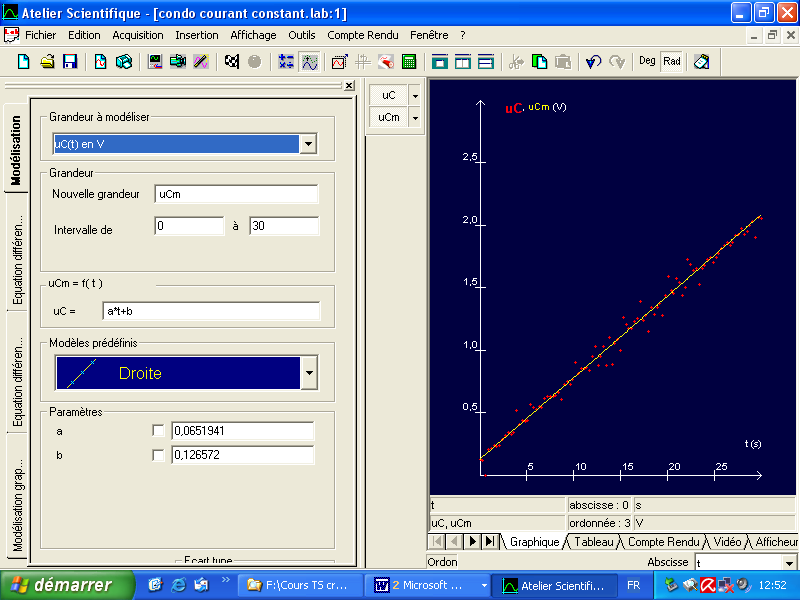 Atelier Scientifique - [condo courant constant.lab:1]
Fichier Edition Acquisition Insertion Affichage Outils Compte Rendu Fenêtre ?
Deg Rad
Modélisation
Equation différen...
Equation différen...
Modélisation grap...
Grandeur à modéliser
uC(t) en V
Grandeur
Nouvelle grandeur uCm
Intervalle de 0 à 30
uCm = f( t )
uC = a*t+b
Modèles prédéfinis
Droite
Paramètres
a 0,0651941
b 0,126572
Ecart type
uC
uCm
uC, uCm (V)
2,5
2,0
1,5
1,0
0,5
t (s)
5 10 15 20 25
t abscisse : 0 s
uC, uCm ordonnée : 3 V
Graphique Tableau Compte Rendu Vidéo Afficheur
Ordon Abscisse t
démarrer F:\Cours TS cr... 2 Microsoft ... Atelier Scientifi... FR 12:52